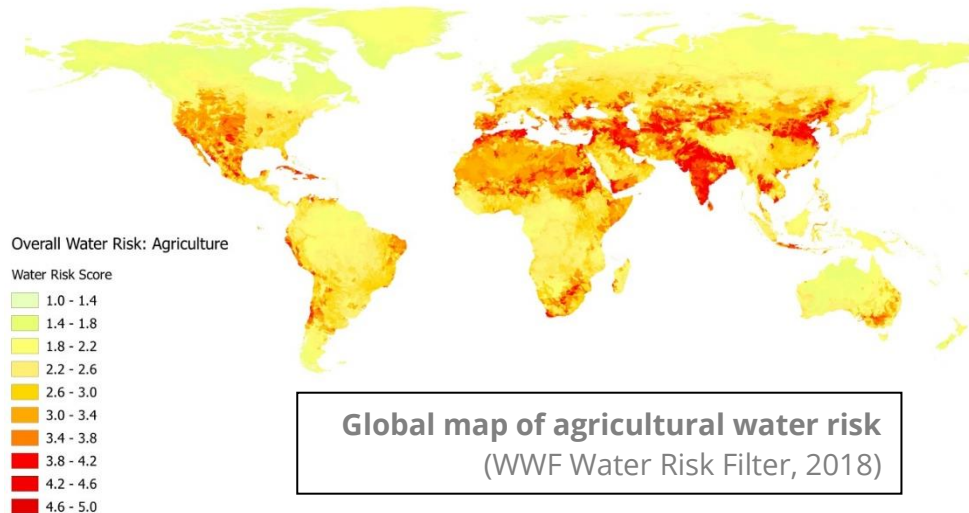 Overall Water Risk: Agriculture
Water Risk Score
1.0 - 1.4
1.4 - 1.8
1.8 - 2.2
2.2 - 2.6
2.6 - 3.0
3.0 - 3.4
3.4 - 3.8
3.8 - 4.2
4.2 - 4.6
4.6 - 5.0
Global map of agricultural water risk
(WWF Water Risk Filter, 2018)